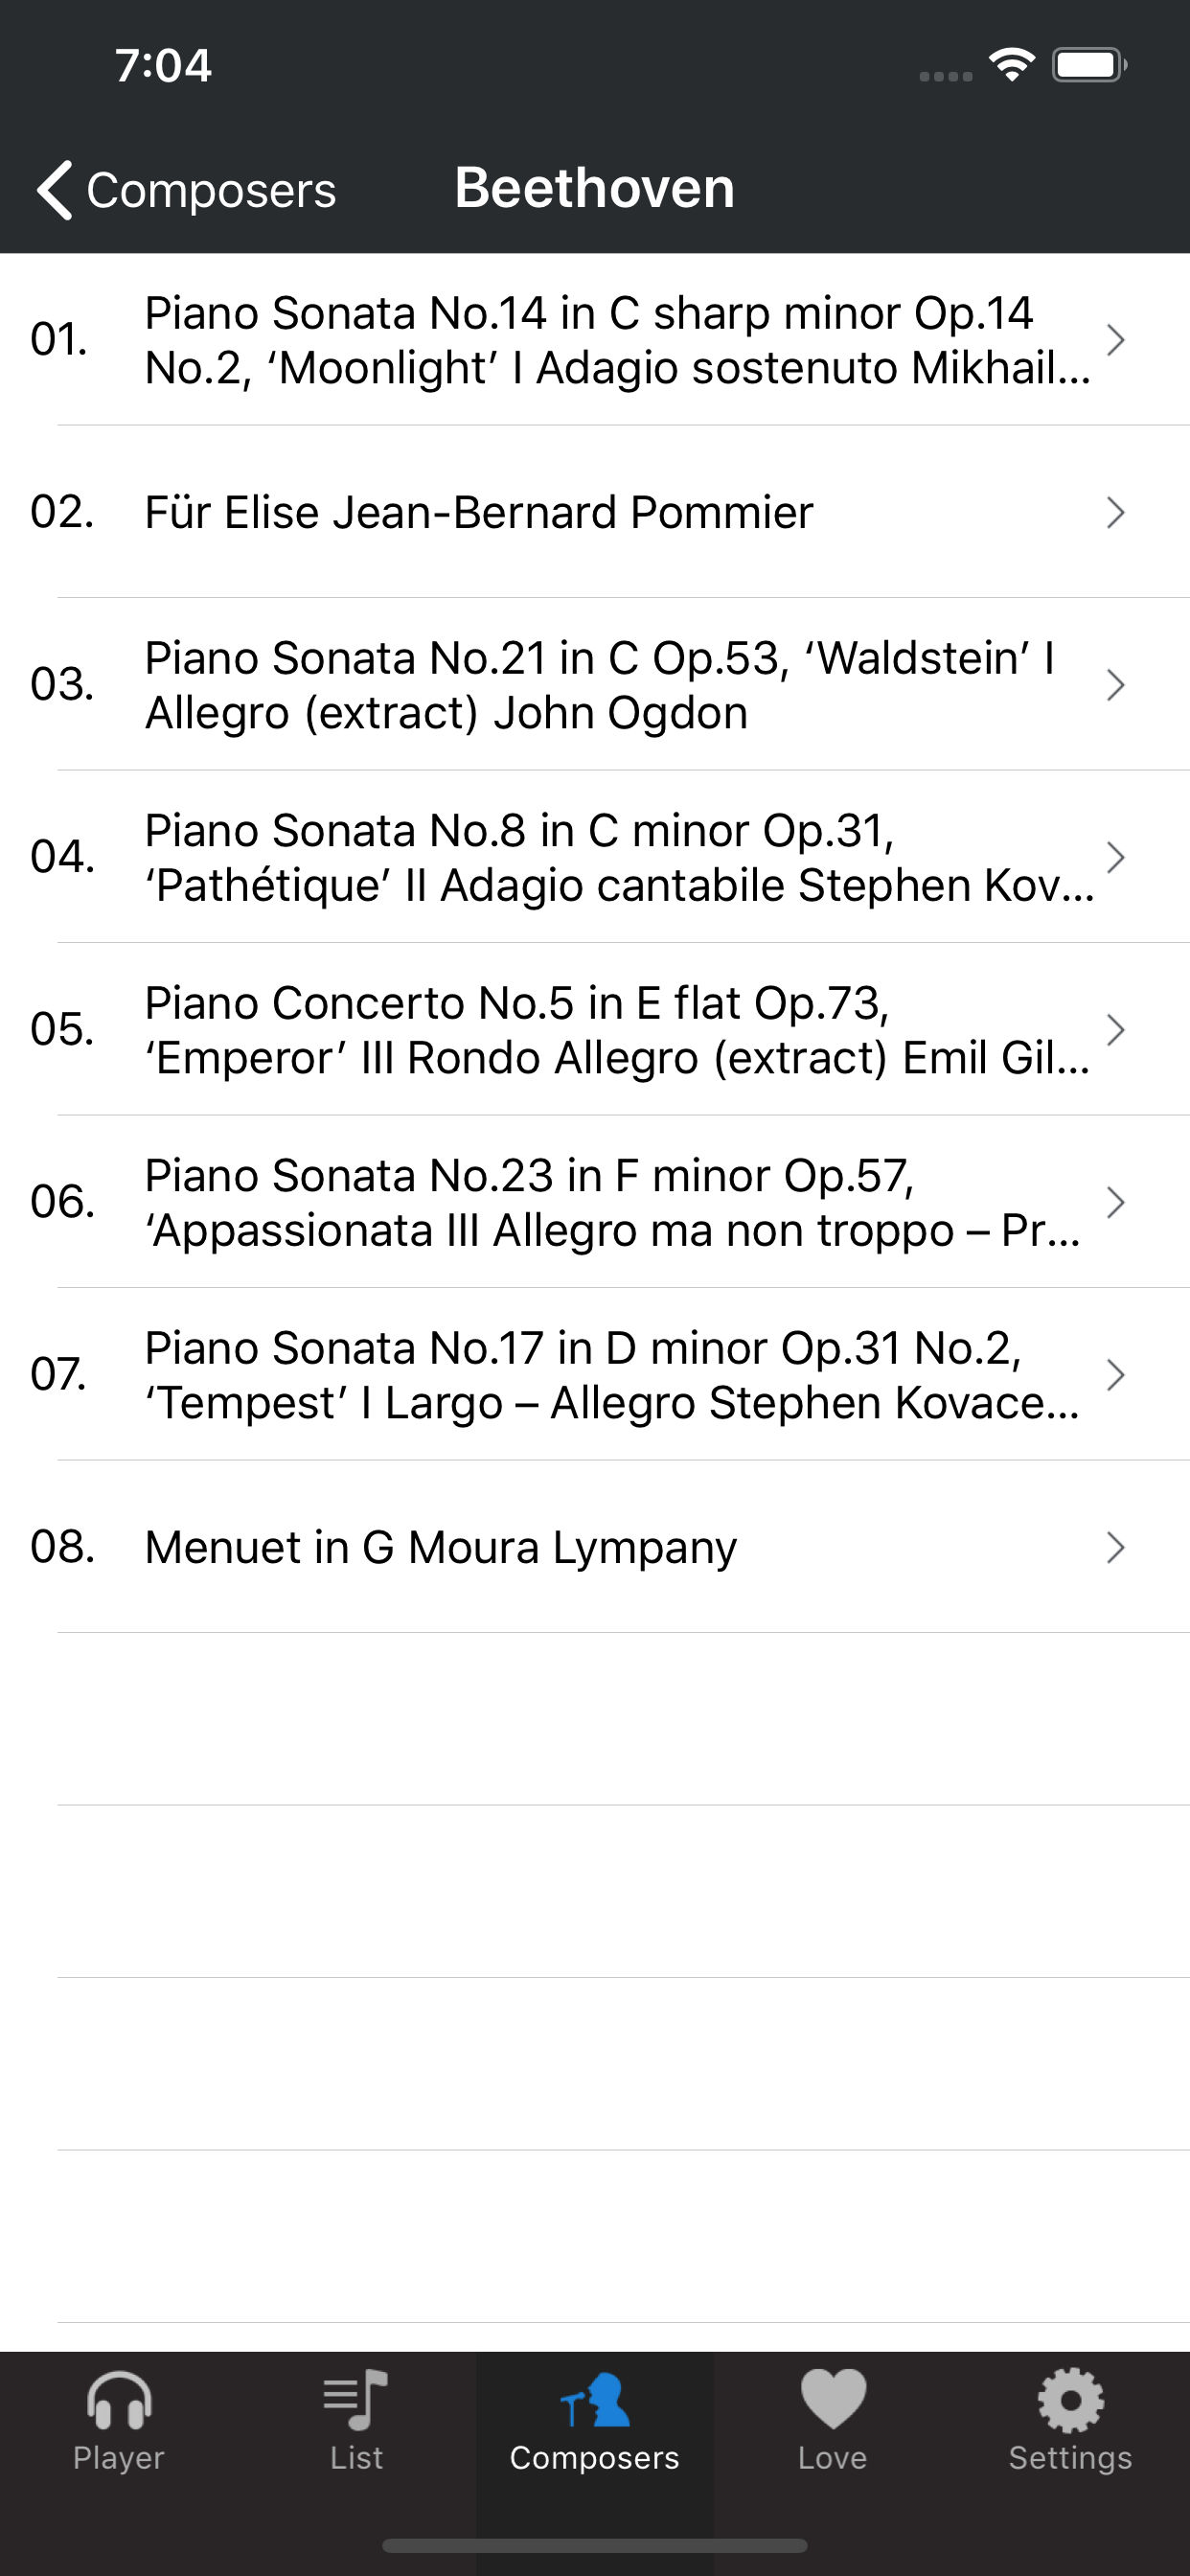 7:04
Composers
Beethoven
01.
Piano Sonata No.14 in C sharp minor Op.14
No.2, ‘Moonlight’ I Adagio sostenuto Mikhail...
02.
Für Elise Jean-Bernard Pommier
03.
Piano Sonata No.21 in C Op.53, ‘Waldstein’ I
Allegro (extract) John Ogdon
04.
Piano Sonata No.8 in C minor Op.31,
‘Pathétique’ II Adagio cantabile Stephen Kov...
05.
Piano Concerto No.5 in E flat Op.73,
‘Emperor’ III Rondo Allegro (extract) Emil Gil...
06.
Piano Sonata No.23 in F minor Op.57,
‘Appassionata III Allegro ma non troppo – Pr...
07.
Piano Sonata No.17 in D minor Op.31 No.2,
‘Tempest’ I Largo – Allegro Stephen Kovace...
08.
Menuet in G Moura Lympany
Player
List
Composers
Love
Settings